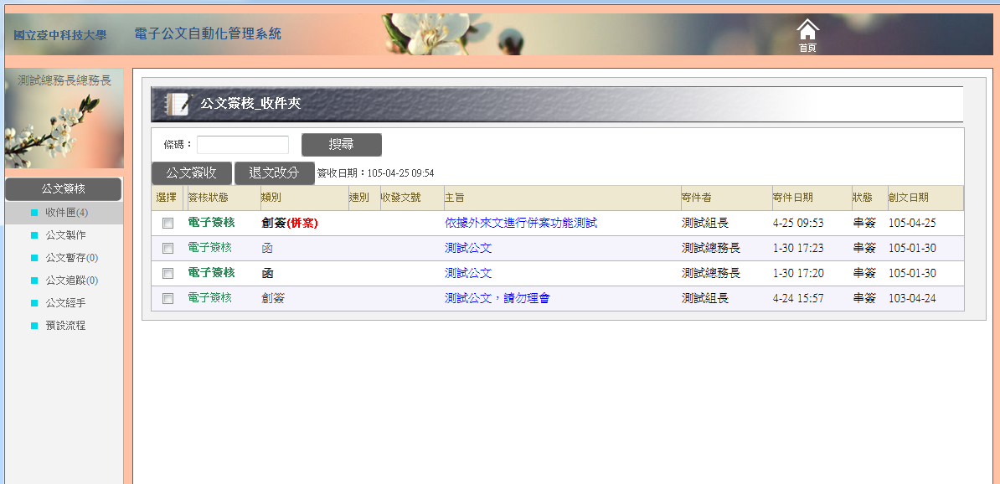 國立臺中科技大學 電子公文自動化管理系統
首頁
測試總務長總務長
公文簽核
收件匣(4)
公文製作
公文暫存(0)
公文追蹤(0)
公文經手
預設流程
公文簽核_收件夾
條碼： 搜尋
公文簽收 退文改分 簽收日期：105-04-25 09:54
選擇 簽核狀態 類別 速別 收發文號 主旨 寄件者 寄件日期 狀態 創文日期
電子簽核 創簽(併案) 依據外來文進行併案功能測試 測試組長 4-25 09:53 串簽 105-04-25
電子簽核 函 測試公文 測試總務長 1-30 17:23 串簽 105-01-30
電子簽核 函 測試公文 測試總務長 1-30 17:20 串簽 105-01-30
電子簽核 創簽 測試公文，請勿理會 測試組長 4-24 15:57 串簽 103-04-24